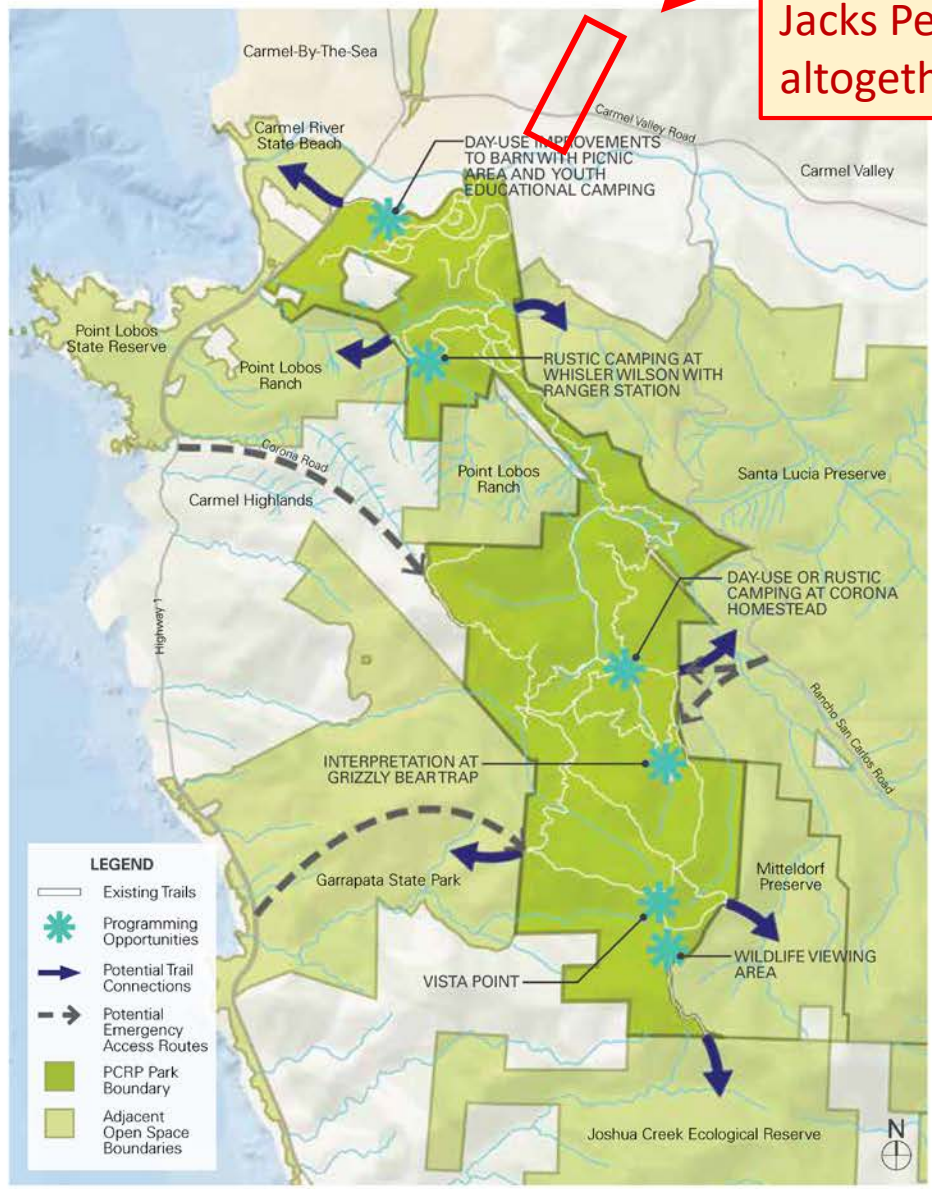 Jacks Pe
altogeth
Carmel-By-The-Sea
Carmel River
State Beach
Carmel Valley Road
DAY-USE IMPROVEMENTS
TO BARN WITH PICNIC
AREA AND YOUTH
EDUCATIONAL CAMPING
Carmel Valley
Point Lobos
State Reserve
Point Lobos
Ranch
RUSTIC CAMPING AT
WHISLER WILSON WITH
RANGER STATION
Corona Road
Carmel Highlands
Point Lobos
Ranch
Santa Lucia Preserve
Highway 1
DAY-USE OR RUSTIC
CAMPING AT CORONA
HOMESTEAD
Rancho San Carlos Road
INTERPRETATION AT
GRIZZLY BEAR TRAP
Garrapata State Park
Mitteldorf
Preserve
VISTA POINT
WILDLIFE VIEWING
AREA
Joshua Creek Ecological Reserve
N
LEGEND
Existing Trails
Programming
Opportunities
Potential Trail
Connections
Potential
Emergency
Access Routes
PCRP Park
Boundary
Adjacent
Open Space
Boundaries